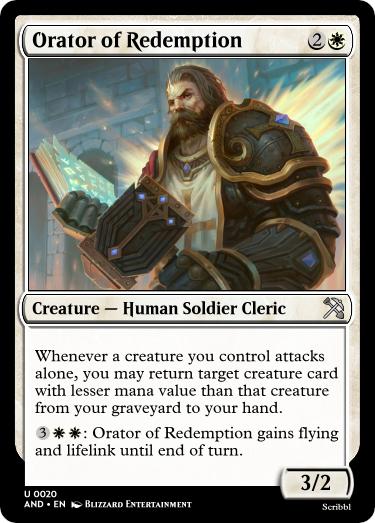 Orator of Redemption 2
Creature — Human Soldier Cleric
Whenever a creature you control attacks
alone, you may return target creature card
with lesser mana value than that creature
from your graveyard to your hand.
3: Orator of Redemption gains flying
and lifelink until end of turn.
3/2
U 0020
AND • EN Blizzard Entertainment
Scribbl